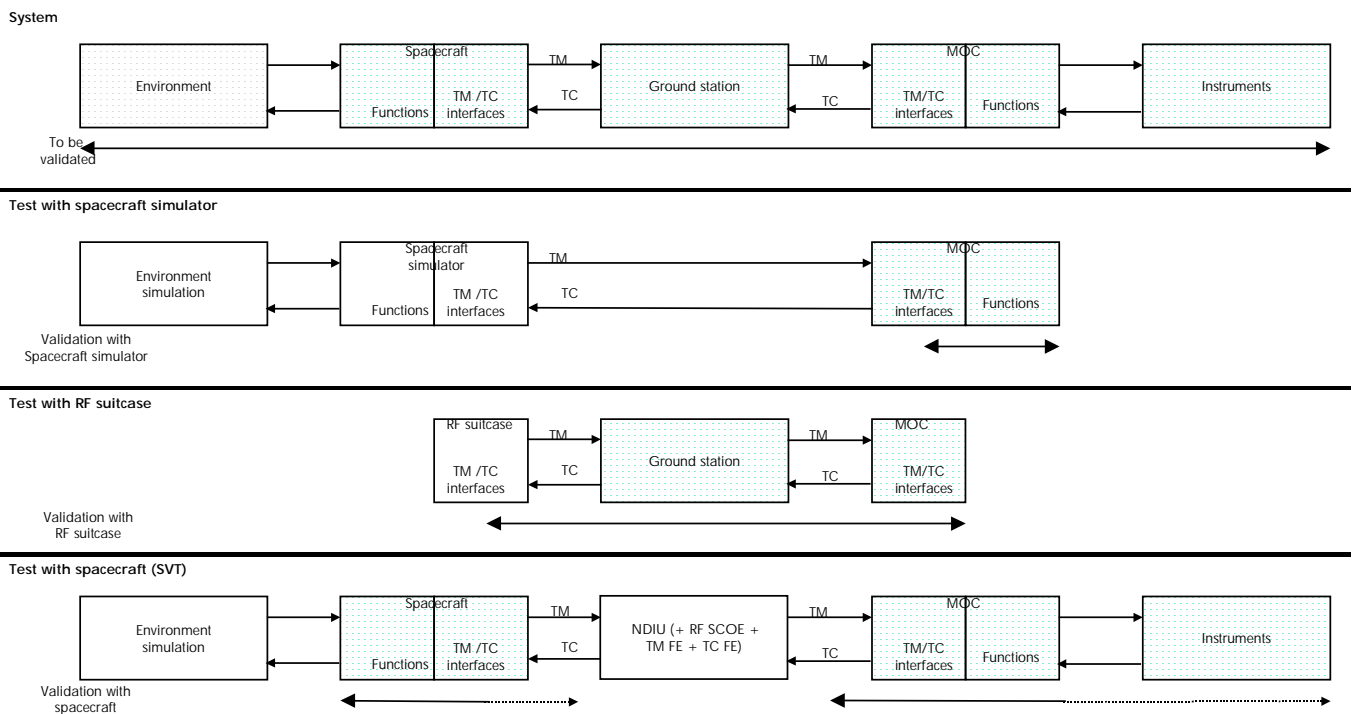 System
Spacecraft
MOC
TM
TM
Environment
Ground station
Instruments
TM /TC
TC
TM/TC
TC
Functions
interfaces
interfaces
Functions
To be
validated
Test with spacecraft simulator
Spacecraft
simulator
MOC
TM
Environment
simulation
TM /TC
TC
TM/TC
Functions
interfaces
interfaces
Functions
Validation with
Spacecraft simulator
Test with RF suitcase
RF suitcase
MOC
TM
TM
Ground station
TM /TC
TC
TM/TC
TC
interfaces
interfaces
Validation with
RF suitcase
Test with spacecraft (SVT)
Spacecraft
MOC
TM
TM
Environment
simulation
NDIU (+ RF SCOE +
TM FE + TC FE)
Instruments
TM /TC
TC
TM/TC
TC
Functions
interfaces
interfaces
Functions
Validation with
spacecraft